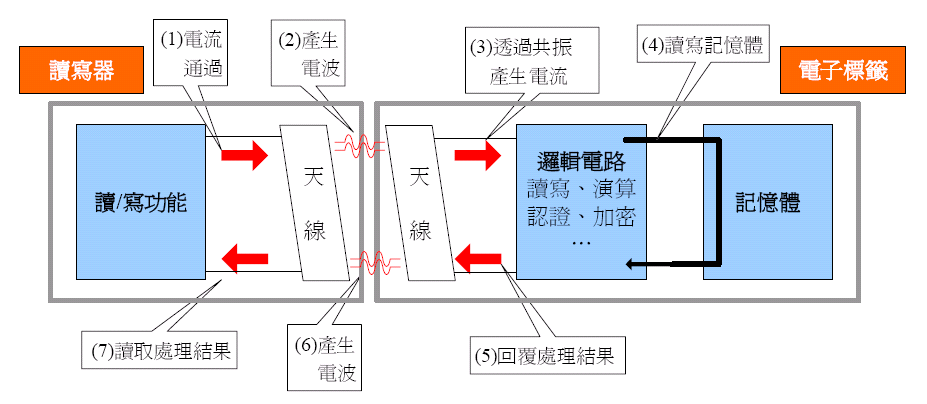 (1)電流
通過
(2)產生
電波
(3)透過共振
產生電流
(4)讀寫記憶體
讀寫器
電子標籤
讀/寫功能
天
線
天
線
邏輯電路
讀寫、演算
認證、加密
…
記憶體
(7)讀取處理結果
(6)產生
電波
(5)回覆處理結果